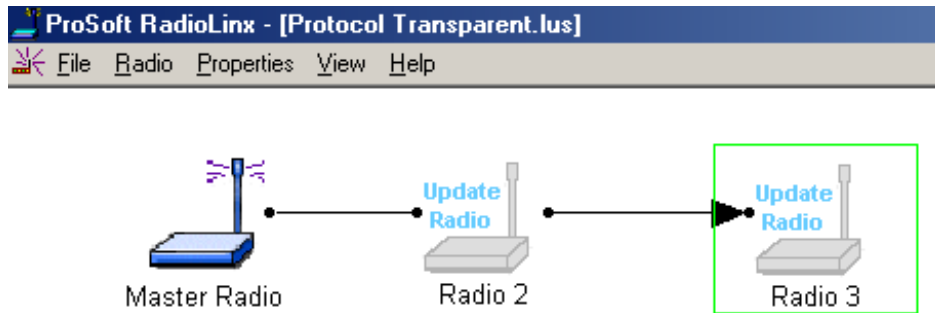 ProSoft RadioLinx - [Protocol Transparent.lus]
File Radio Properties View Help
Update
Radio
Update
Radio
Master Radio
Radio 2
Radio 3